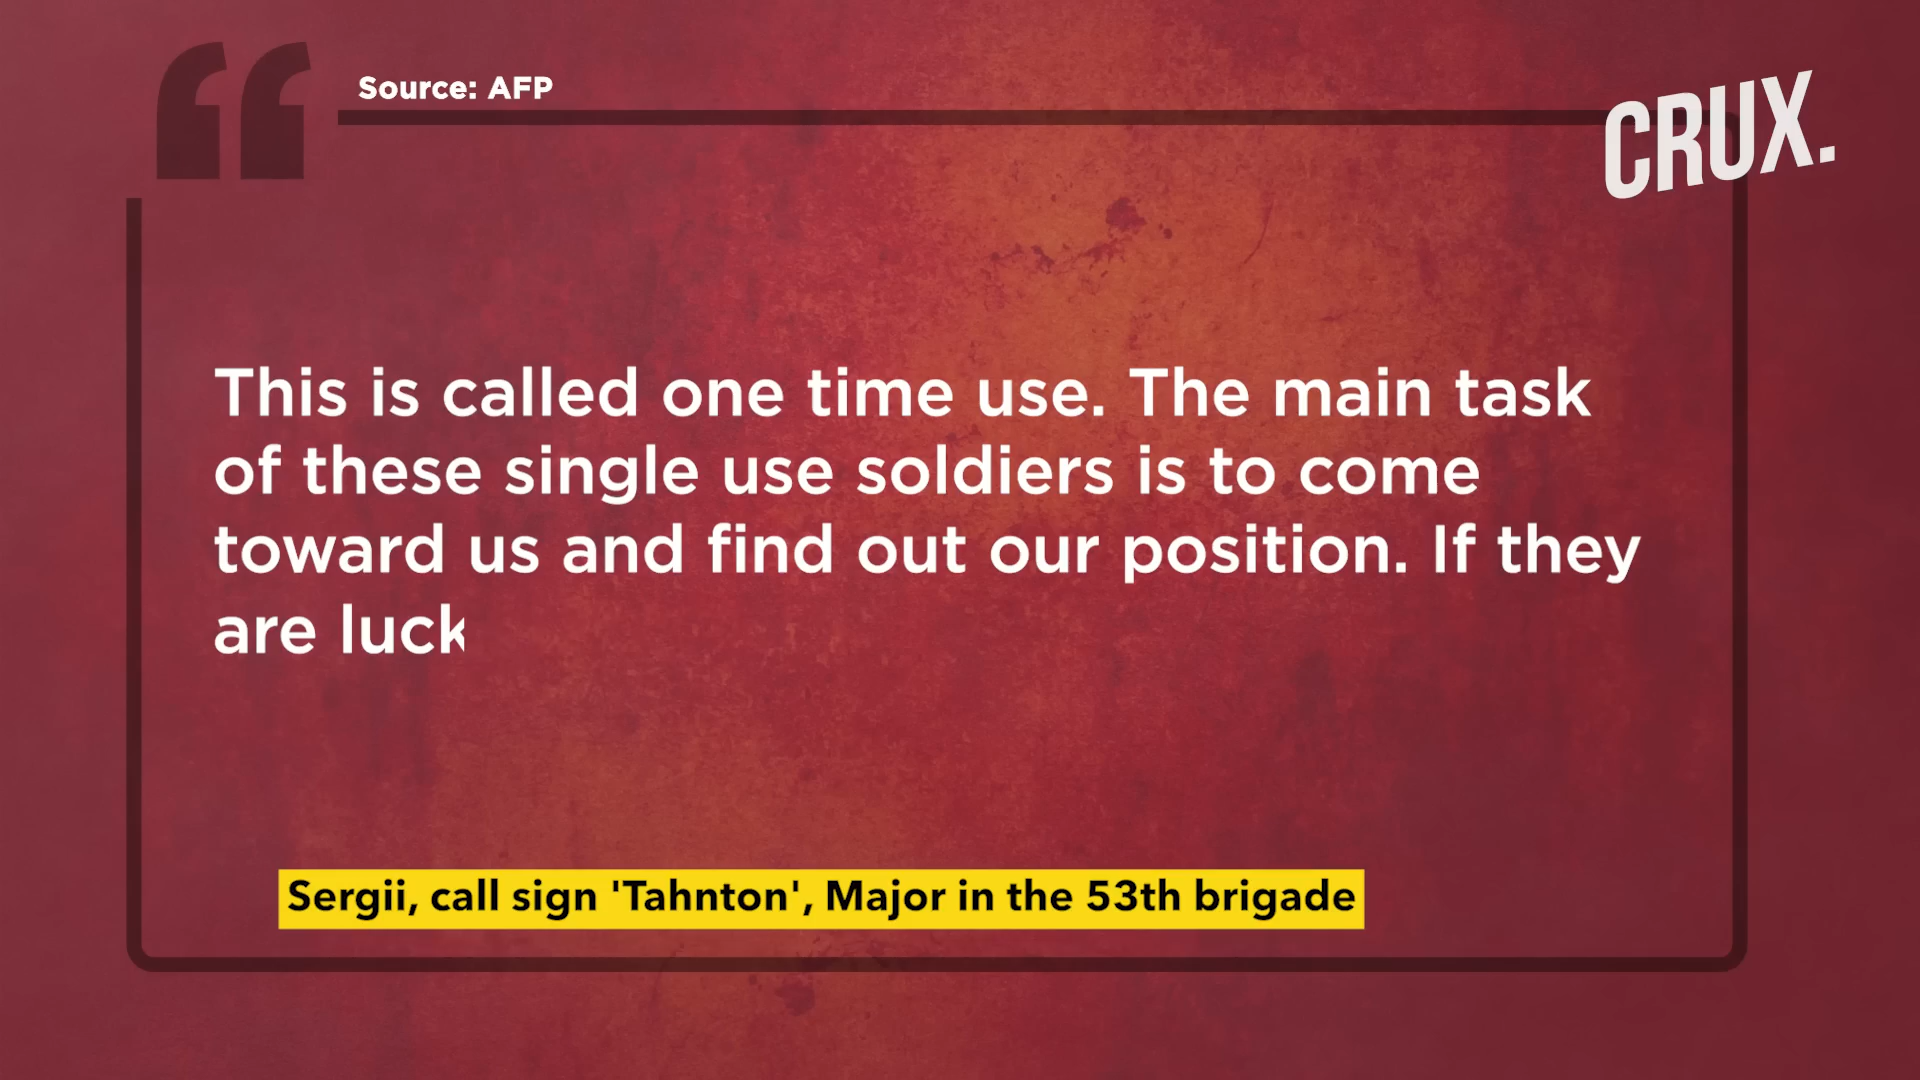 Source: AFP
CRUX.
This is called one time use. The main task
of these single use soldiers is to come
toward us and find out our position. If they
are luck
Sergii, call sign 'Tahnton', Major in the 53th brigade